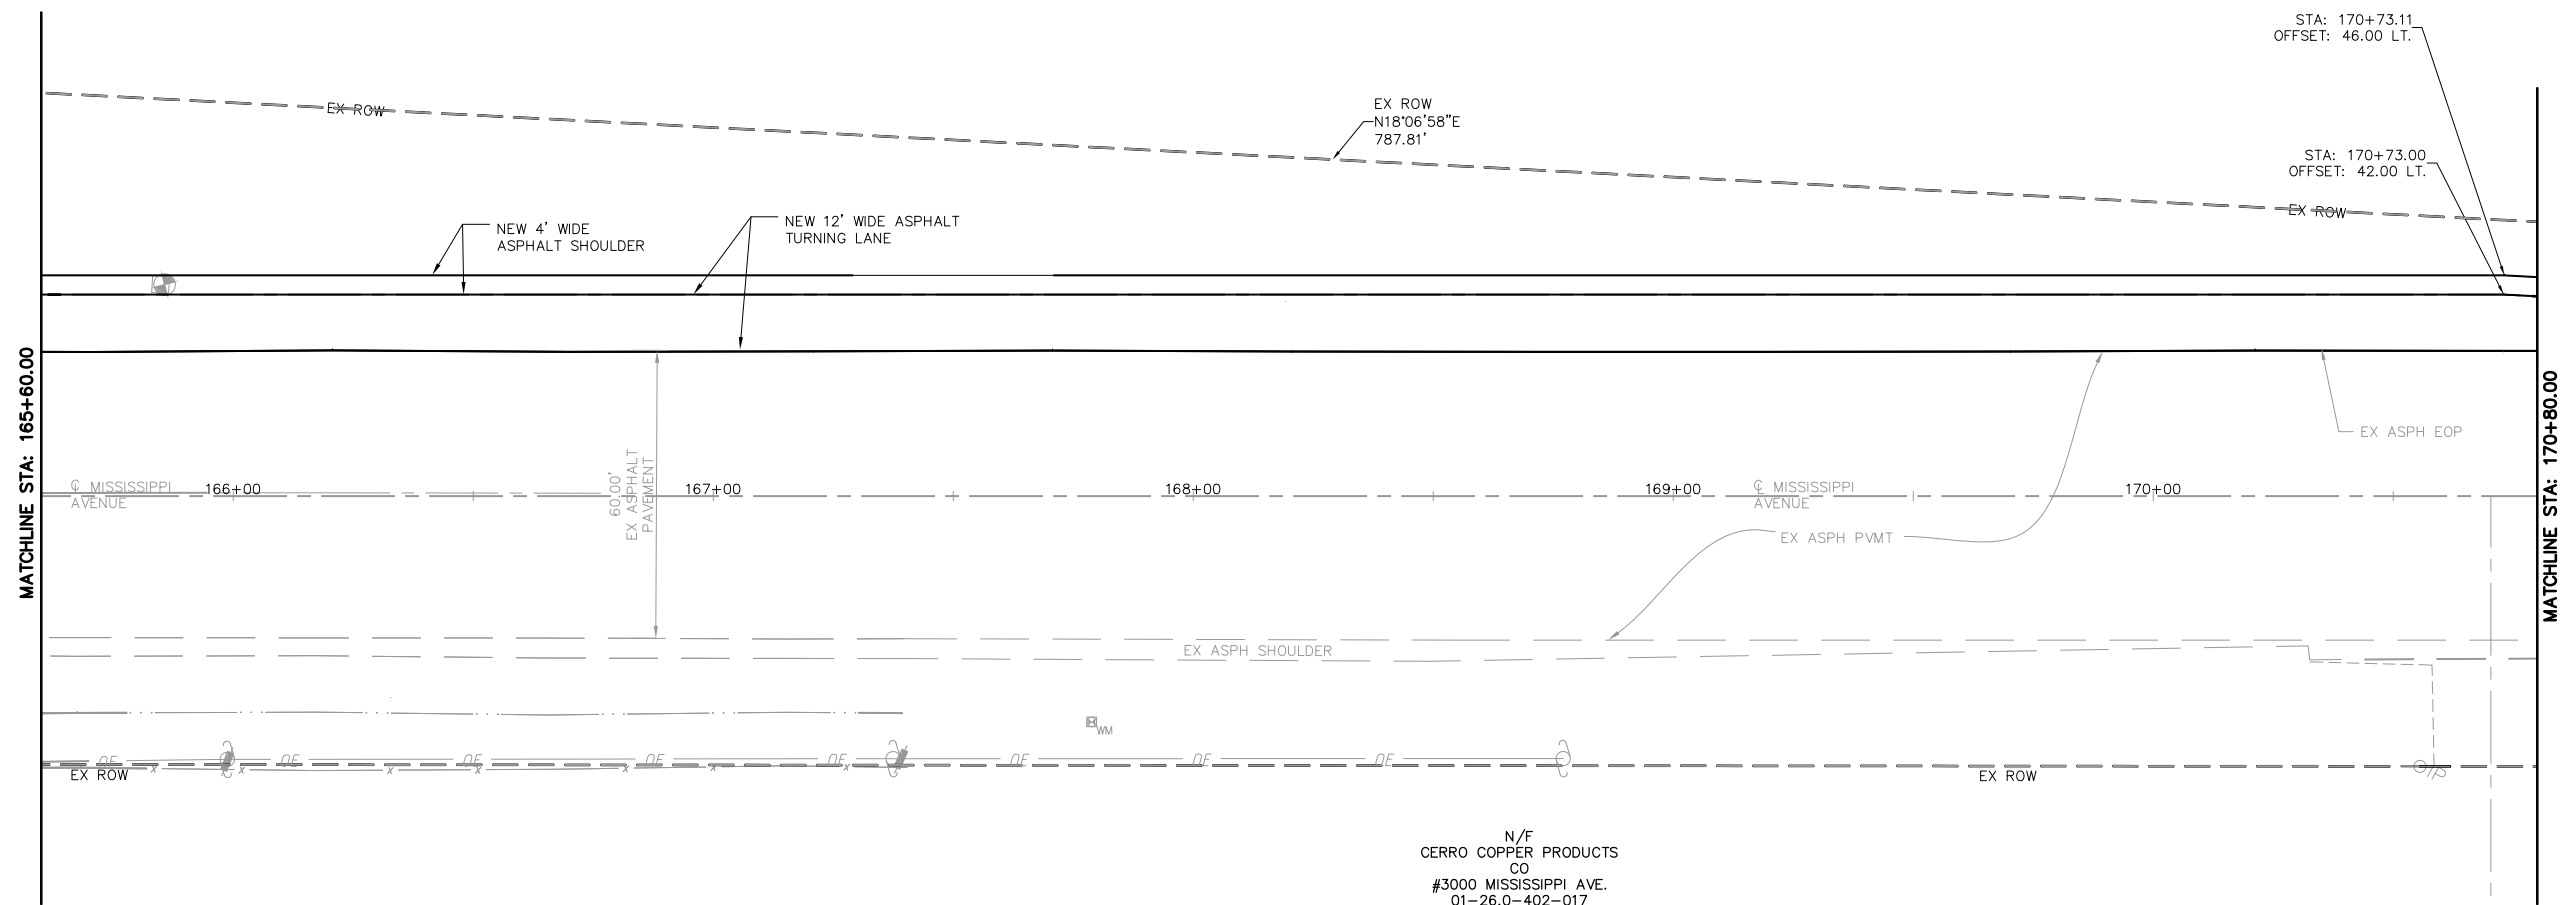 STA: 170+73.11
OFFSET: 46.00 LT.
EX ROW
EX ROW
N18°06'58"E
787.81'
STA: 170+73.00
OFFSET: 42.00 LT.
EX ROW
NEW 4' WIDE
ASPHALT SHOULDER
NEW 12' WIDE ASPHALT
TURNING LANE
MATCHLINE STA: 165+60.00
MATCHLINE STA: 170+80.00
EX ASPH EOP
℄ MISSISSIPPI
AVENUE
166+00
60.00'
EX ASPHALT
PAVEMENT
167+00
168+00
169+00
℄ MISSISSIPPI
AVENUE
170+00
EX ASPH PVMT
EX ASPH SHOULDER
WM
OE OE OE OE OE OE OE OE
x x x x x x x
EX ROW
EX ROW
IP
N/F
CERRO COPPER PRODUCTS
CO
#3000 MISSISSIPPI AVE.
01-26.0-402-017